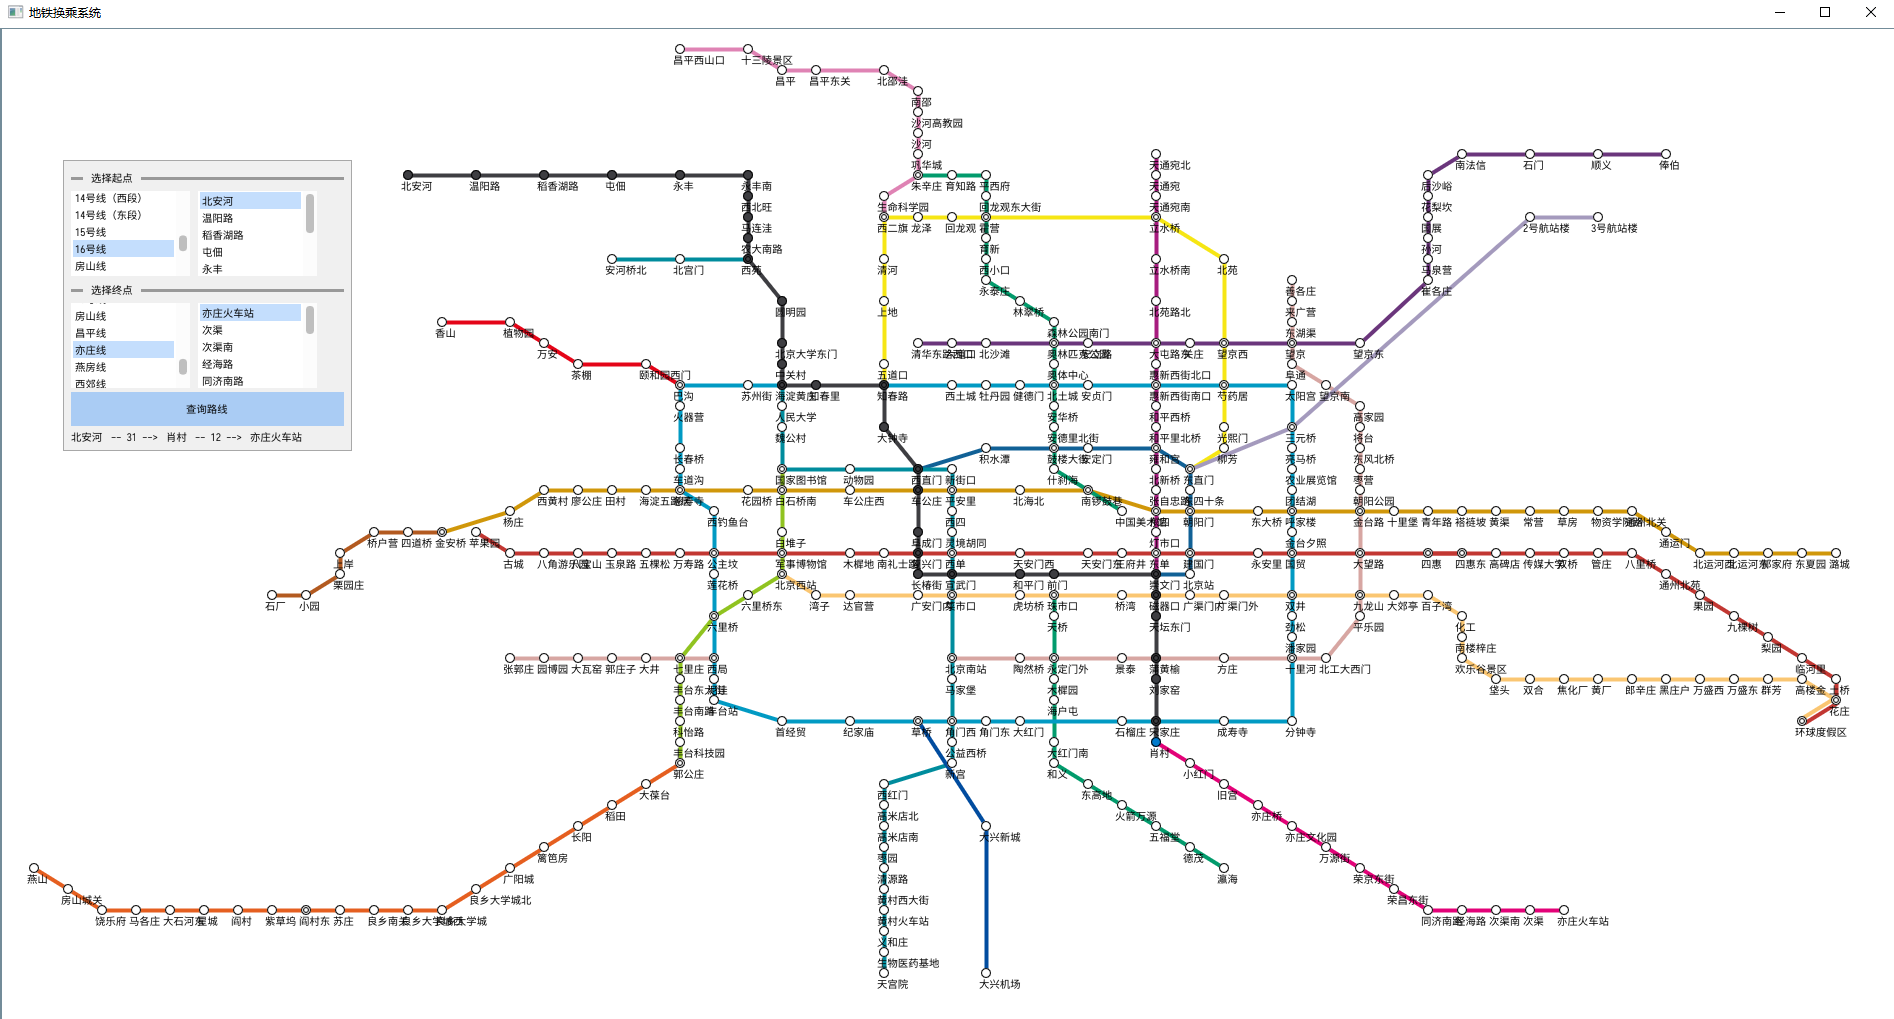 地铁换乘系统
昌平西山口
十三陵景区
昌平
昌平东关
北邵洼
南邵
沙河高教园
沙河
巩华城
朱辛庄
育知路
平西府
生命科学园
回龙观东大街
西二旗
龙泽
回龙观
霍营
育新
西小口
永泰庄
林翠桥
森林公园南门
清河
上地
五道口
天通苑北
天通苑
天通苑南
立水桥
立水桥南
北苑路北
北苑
南法信
石门
顺义
俸伯
后沙峪
花梨坎
国展
孙河
马泉营
崔各庄
2号航站楼
3号航站楼
选择起点
14号线（西段）
14号线（东段）
15号线
16号线
房山线
北安河
温阳路
稻香湖路
屯佃
永丰
选择终点
房山线
昌平线
亦庄线
燕房线
西郊线
亦庄火车站
次渠
次渠南
经海路
同济南路
查询路线
北安河 -- 31 --> 肖村 -- 12 --> 亦庄火车站
北安河
温阳路
稻香湖路
屯佃
永丰
永丰南
西北旺
马连洼
农大南路
安河桥北
北宫门
西苑
圆明园
北京大学东门
中关村
香山
植物园
万安
茶棚
颐和园西门
巴沟
苏州街
海淀黄庄
知春里
知春路
西土城
牡丹园
健德门
北土城
安贞门
惠新西街南口
芍药居
太阳宫
望京南
北沙滩
大屯路东
关庄
望京西
望京
望京东
善各庄
来广营
东湖渠
阜通
奥体中心
惠新西街北口
火器营
人民大学
魏公村
大钟寺
安华桥
和平西桥
安德里北街
和平里北桥
光熙门
三元桥
高家园
将台
长春桥
积水潭
鼓楼大街
安定门
雍和宫
柳芳
亮马桥
东风北桥
车道沟
国家图书馆
动物园
西直门
新街口
什刹海
北新桥
东直门
农业展览馆
枣营
西黄村
廖公庄
田村
海淀五路居
花园桥
白石桥南
车公庄西
车公庄
平安里
北海北
南锣鼓巷
张自忠路
团结湖
朝阳公园
杨庄
西钓鱼台
西四
中国美术馆
朝阳门
东大桥
呼家楼
金台路
十里堡
青年路
褡裢坡
黄渠
常营
草房
桥户营
四道桥
金安桥
苹果园
白堆子
阜成门
灵境胡同
灯市口
金台夕照
通运门
上岸
古城
玉泉路
五棵松
万寿路
公主坟
军事博物馆
木樨地
南礼士路
复兴门
西单
天安门西
天安门东
王府井
东单
建国门
永安里
国贸
大望路
四惠
四惠东
高碑店
传媒大学
双桥
管庄
八里桥
北运河西
北运河东
郝家府
东夏园
潞城
栗园庄
莲花桥
北京西站
长椿街
宣武门
和平门
前门
崇文门
北京站
通州北苑
石厂
小园
六里桥东
湾子
达官营
广安门内
菜市口
虎坊桥
珠市口
桥湾
磁器口
广渠门内
广渠门外
双井
九龙山
大郊亭
百子湾
果园
六里桥
天桥
天坛东门
劲松
平乐园
化工
九棵树
潘家园
南楼梓庄
梨园
张郭庄
园博园
大瓦窑
郭庄子
大井
七里庄
西局
北京南站
陶然桥
永定门外
景泰
蒲黄榆
方庄
十里河
北工大西门
欢乐谷景区
临河里
丰台东大街
马家堡
木樨园
刘家窑
垡头
双合
焦化厂
黄厂
郎辛庄
黑庄户
万盛西
万盛东
群芳
高楼金
土桥
丰台南路
丰台站
海户屯
花庄
科怡路
首经贸
纪家庙
草桥
角门西
角门东
大红门
石榴庄
宋家庄
成寿寺
分钟寺
环球度假区
丰台科技园
公益西桥
大红门南
肖村
郭公庄
新宫
和义
小红门
大葆台
西红门
东高地
旧宫
稻田
高米店北
火箭万源
亦庄桥
长阳
高米店南
大兴新城
五福堂
亦庄文化园
篱笆房
枣园
德茂
万源街
燕山
广阳城
清源路
瀛海
荣京东街
房山城关
良乡大学城北
黄村西大街
荣昌东街
饶乐府
马各庄
大石河东
星城
阎村
紫草坞
阎村东
苏庄
良乡南关
黄村火车站
同济南路
经海路
次渠南
次渠
亦庄火车站
义和庄
生物医药基地
天宫院
大兴机场